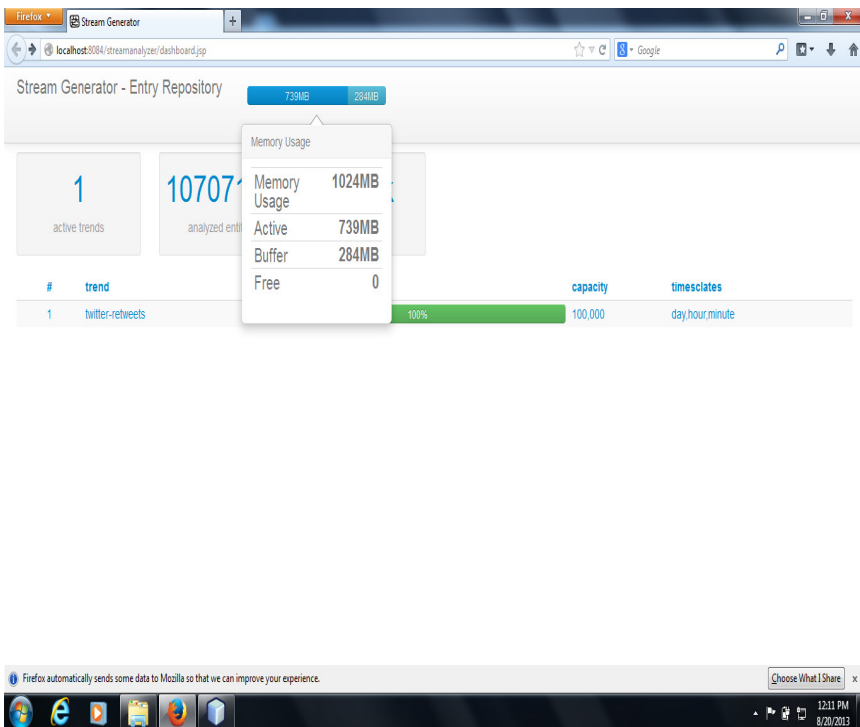 Firefox
Stream Generator
localhost:8084/streamanalyzer/dashboard.jsp
Google
Stream Generator - Entry Repository
739MB 284MB
Memory Usage
Memory Usage 1024MB
Active 739MB
Buffer 284MB
Free 0
1
active trends
analyzed
# trend capacity timesclates
1 twitter-retweets 100% 100,000 day,hour,minute
Firefox automatically sends some data to Mozilla so that we can improve your experience.
Choose What I Share x
12:11 PM
8/20/2013